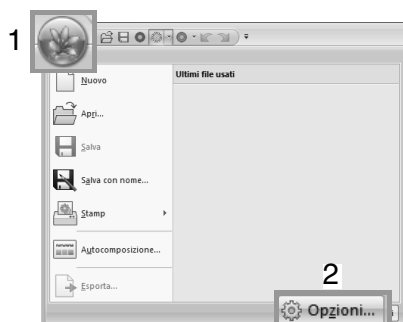 1
Ultimi file usati
Nuovo
Apri...
Salva
Salva con nome...
Stamp
Autocomposizione...
Esporta...
2
Opzioni...